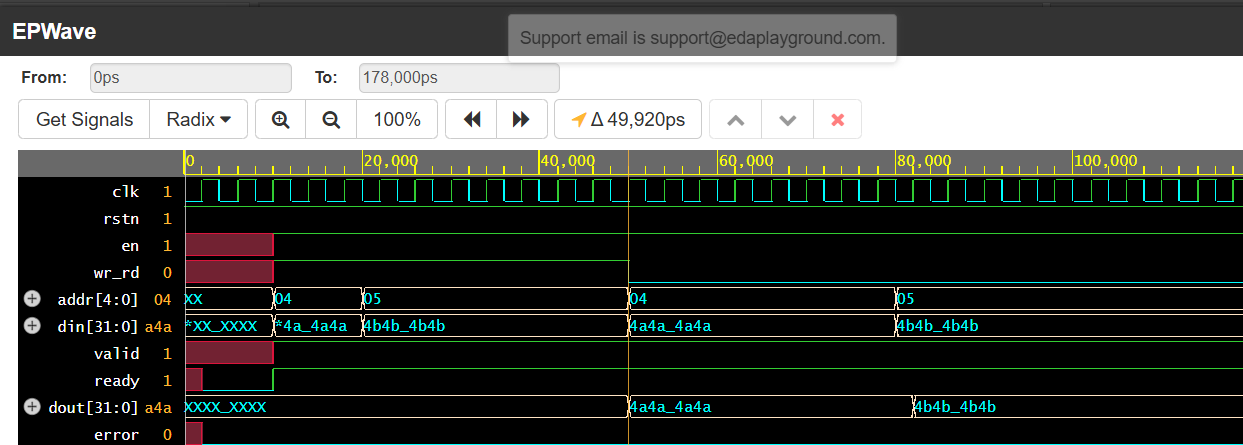 EPWave
Support email is support@edaplayground.com.
From: 0ps To: 178,000ps
Get Signals Radix 100% Δ 49,920ps
0 20,000 40,000 60,000 80,000 100,000
clk 1
rstn 1
en 1
wr_rd 0
addr[4:0] 04 XX 04 05 04 05
din[31:0] a4a *XX_XXXX *4a_4a4a 4b4b_4b4b 4a4a_4a4a 4b4b_4b4b
valid 1
ready 1
dout[31:0] a4a XXXX_XXXX 4a4a_4a4a 4b4b_4b4b
error 0